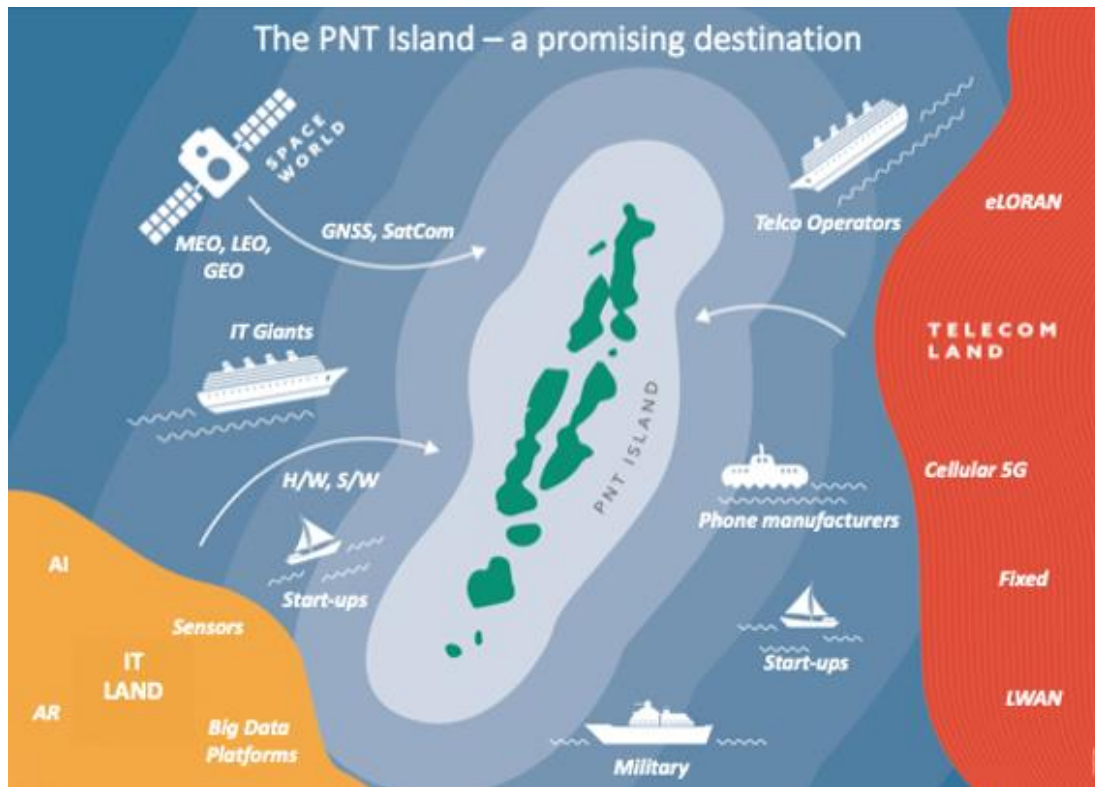 The PNT Island – a promising destination
SPACE
WORLD
MEO, LEO,
GEO
GNSS, SatCom
Telco Operators
eLORAN
TELECOM
LAND
IT Giants
H/W, S/W
PNT ISLAND
Cellular 5G
Phone manufacturers
AI
Start-ups
Fixed
Sensors
IT
LAND
Start-ups
AR
LWAN
Big Data
Platforms
Military